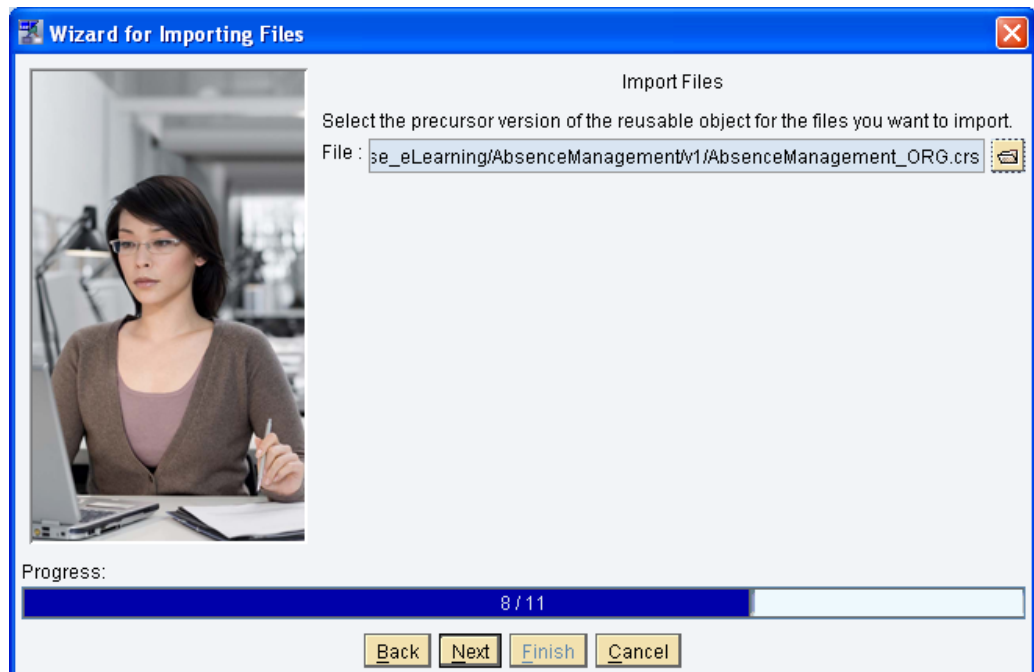 Wizard for Importing Files
Import Files
Select the precursor version of the reusable object for the files you want to import.
File : se_eLearning/AbsenceManagement/v1/AbsenceManagement_ORG.crs
Progress:
8 / 11
Back Next Finish Cancel